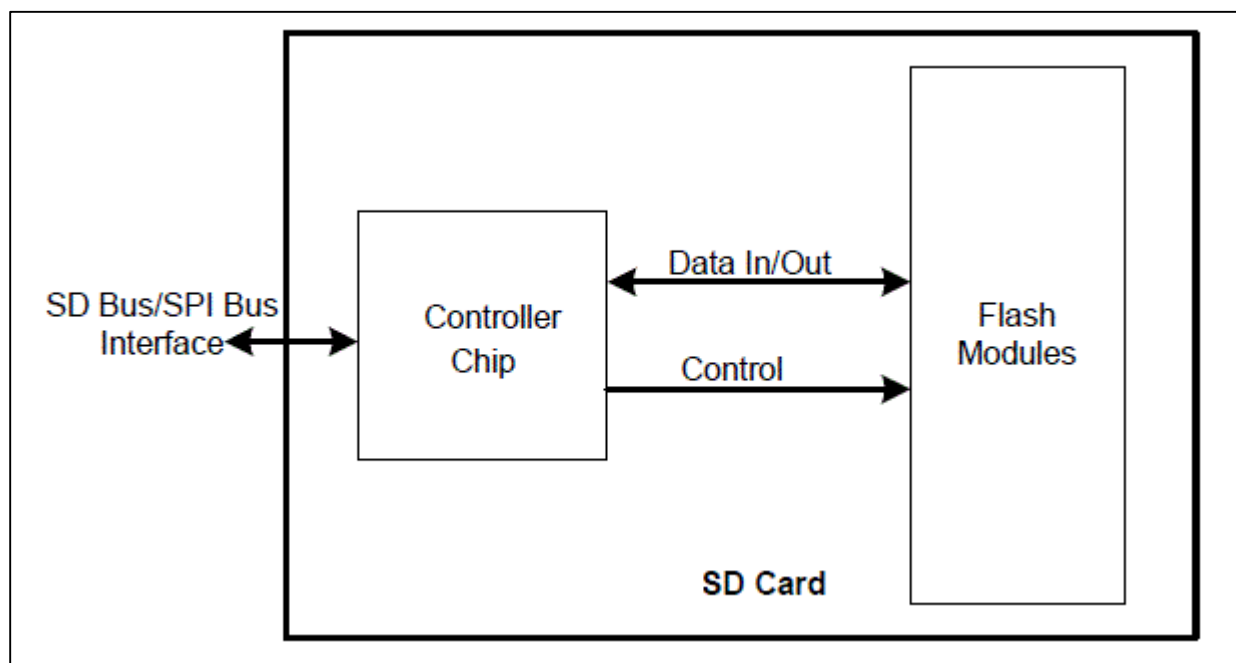 SD Bus/SPI Bus
Interface
Controller
Chip
Data In/Out
Control
Flash
Modules
SD Card